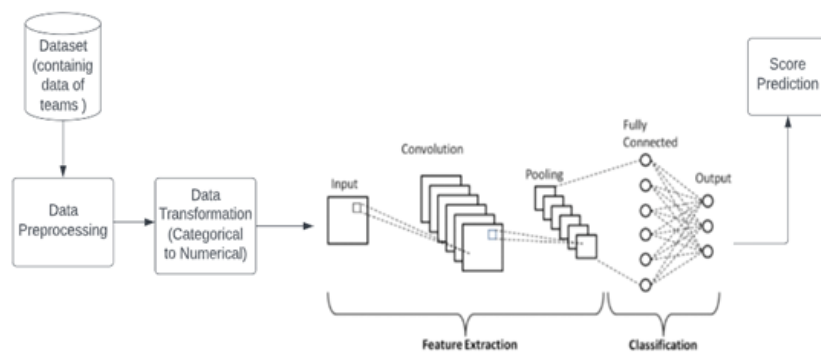 Dataset
(containig
data of
teams )
Data
Preprocessing
Data
Transformation
(Categorical
to Numerical)
Input
Convolution
Pooling
Fully
Connected
Output
Score
Prediction
Feature Extraction
Classification